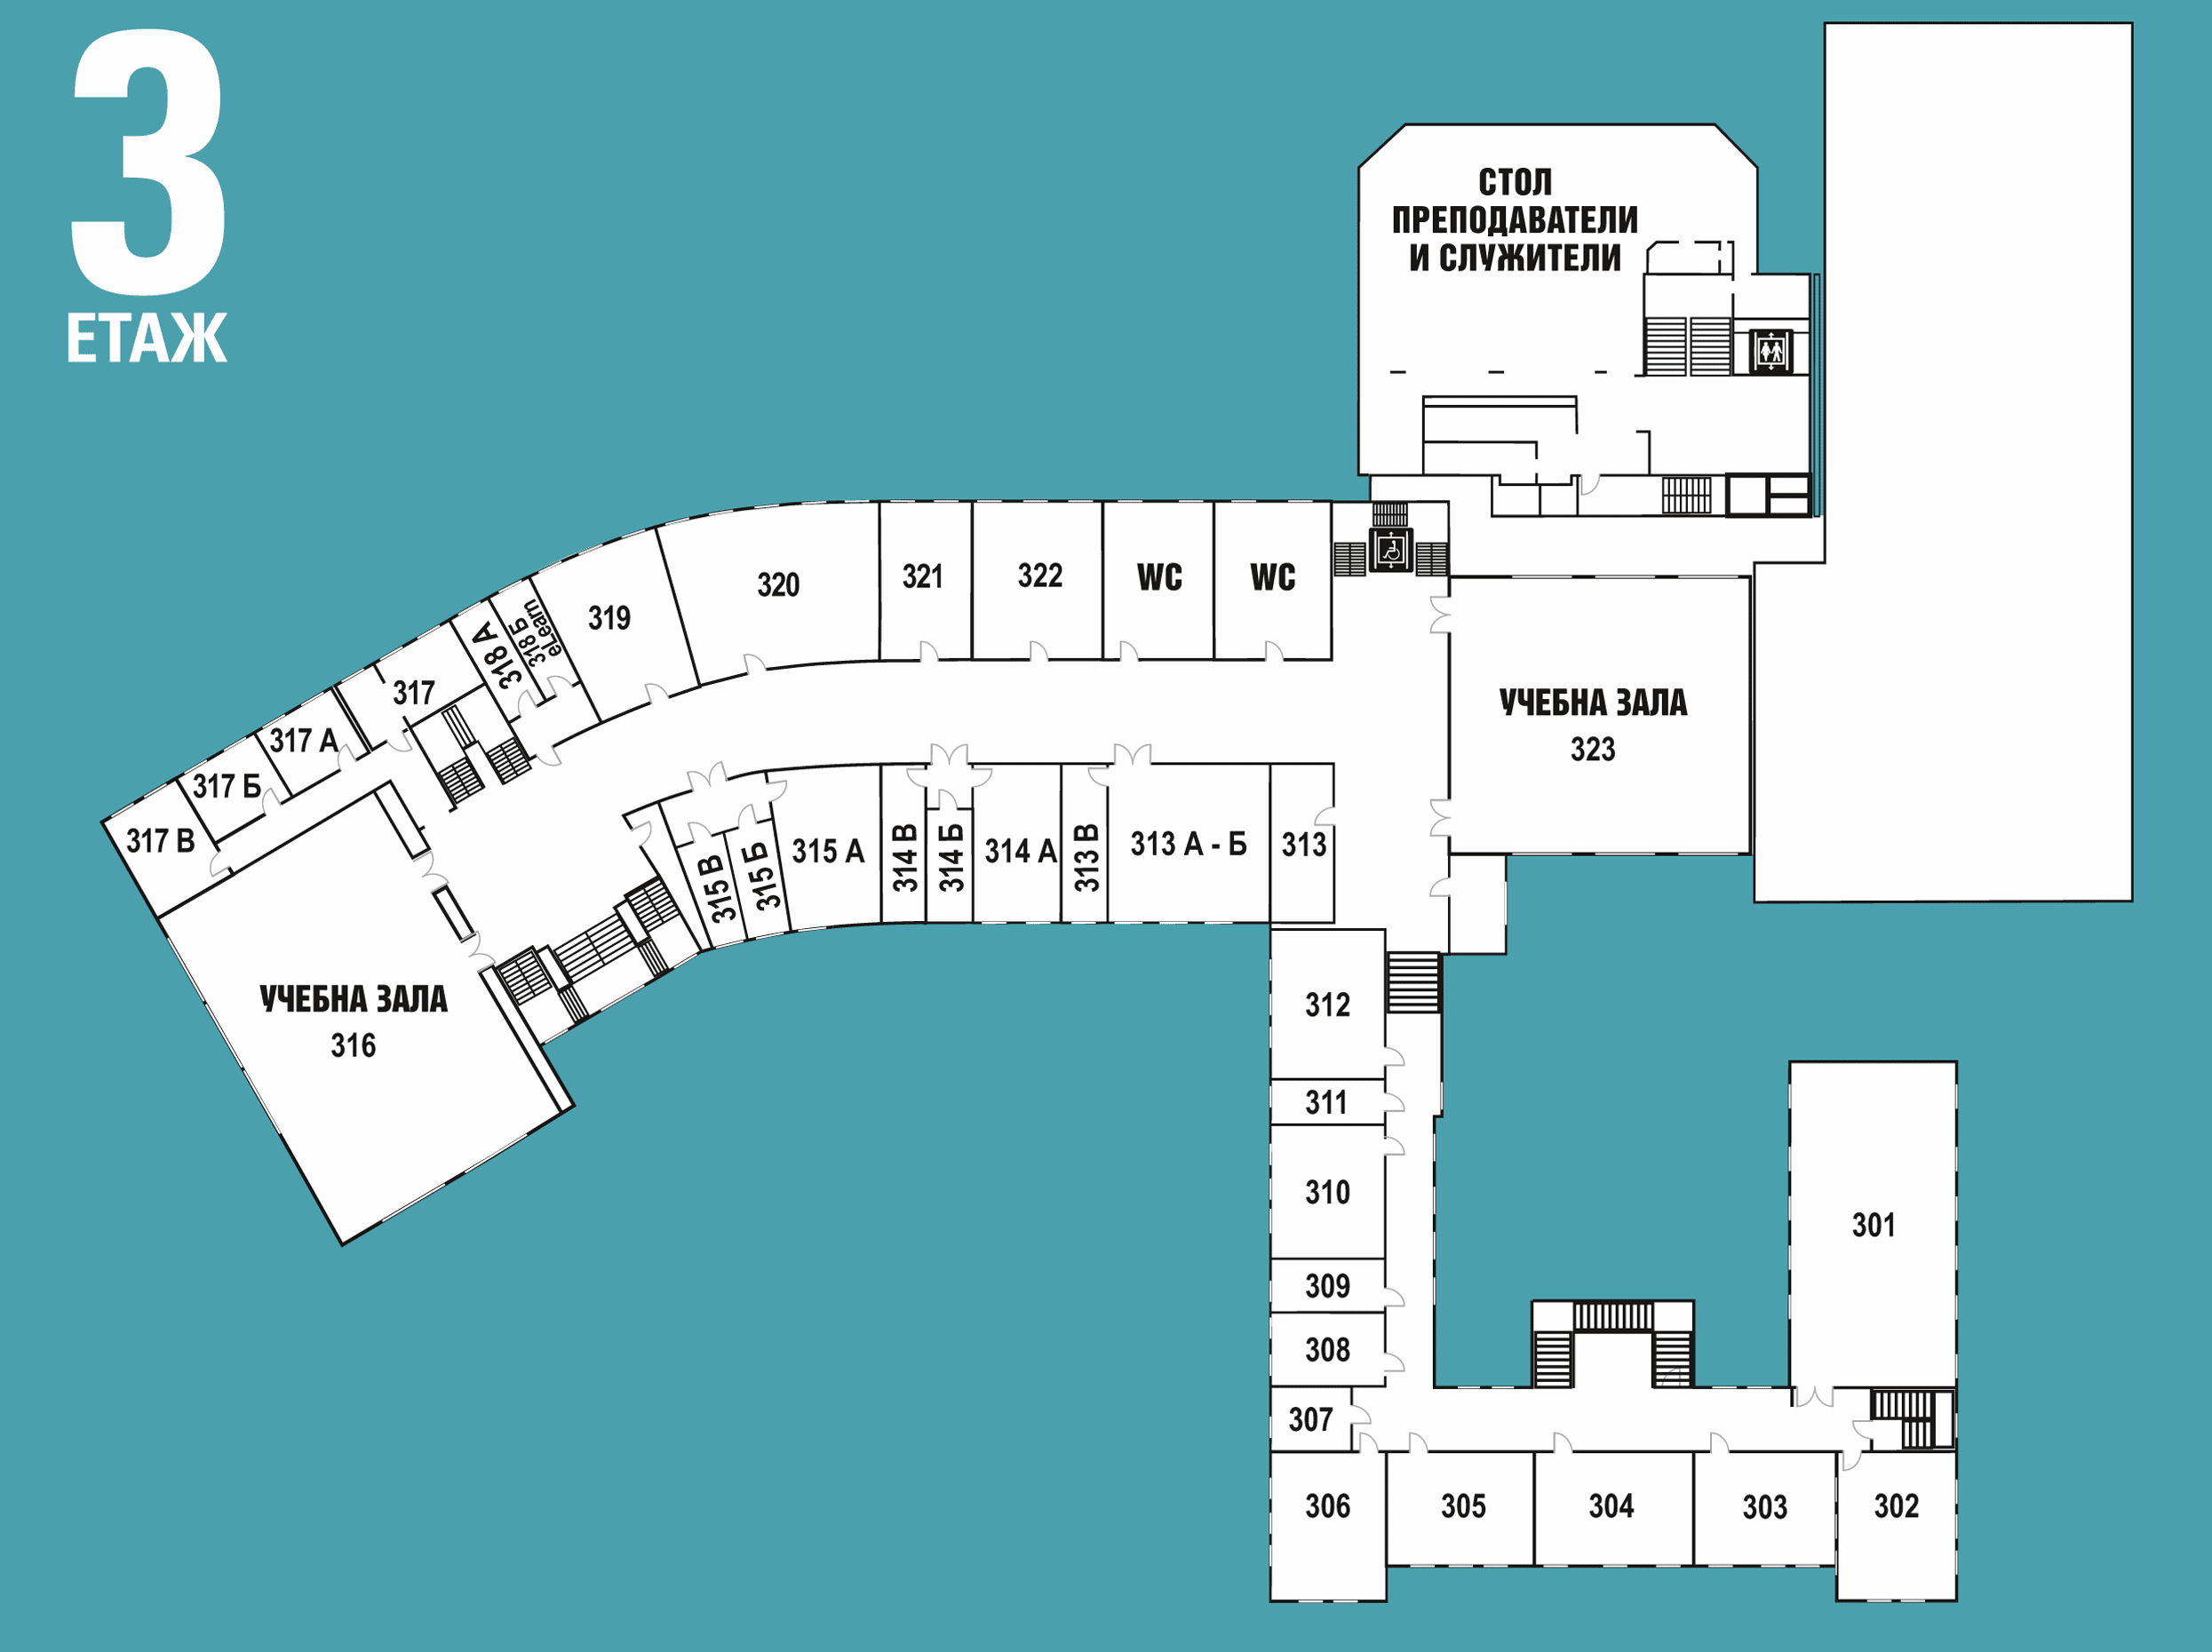 3
ЕТАЖ
СТОЛ
ПРЕПОДАВАТЕЛИ
И СЛУЖИТЕЛИ
320
321
322
WC
WC
319
318 Б
eLearn
318 А
317
317 А
317 Б
317 В
УЧЕБНА ЗАЛА
323
315 В
315 Б
315 А
314 В
314 Б
314 А
313 В
313 А - Б
313
УЧЕБНА ЗАЛА
316
312
311
310
309
308
307
301
306
305
304
303
302